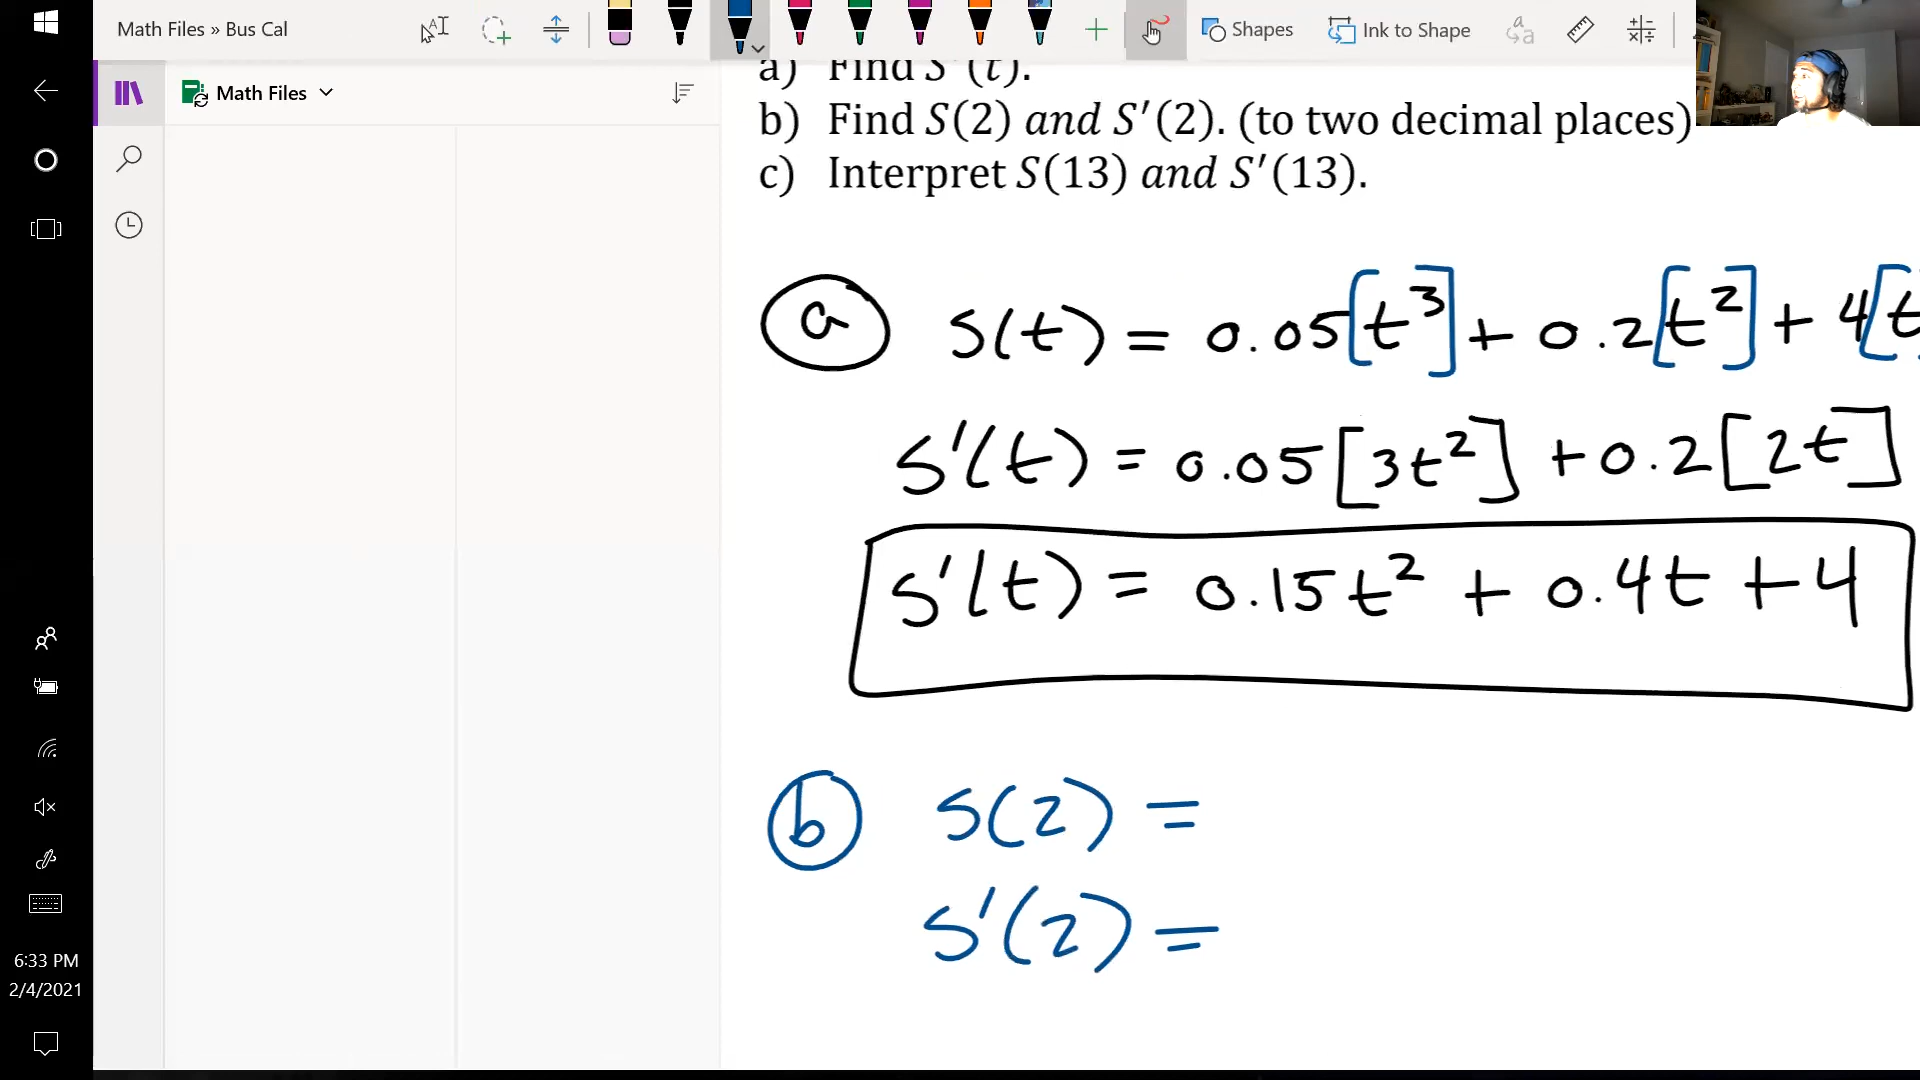 Math Files » Bus Cal
Shapes
Ink to Shape
Math Files
a) Find S′(t).
b) Find S(2) and S′(2). (to two decimal places)
c) Interpret S(13) and S′(13).
a S(t) = 0.05[t³] + 0.2[t²] + 4[t
S′(t) = 0.05[3t²] + 0.2[2t]
S′(t) = 0.15t² + 0.4t + 4
b S(2) =
S′(2) =
6:33 PM
2/4/2021